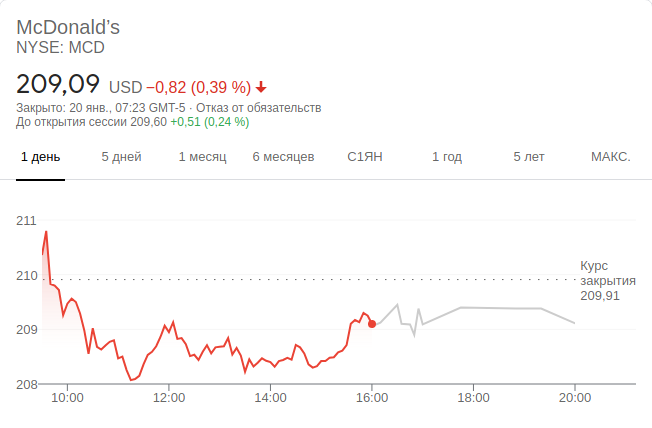 McDonald’s
NYSE: MCD
209,09 USD −0,82 (0,39 %)
Закрыто: 20 янв., 07:23 GMT-5 · Отказ от обязательств
До открытия сессии 209,60 +0,51 (0,24 %)
1 день 5 дней 1 месяц 6 месяцев С1ЯН 1 год 5 лет МАКС.
211
210
209
208
Курс
закрытия
209,91
10:00 12:00 14:00 16:00 18:00 20:00